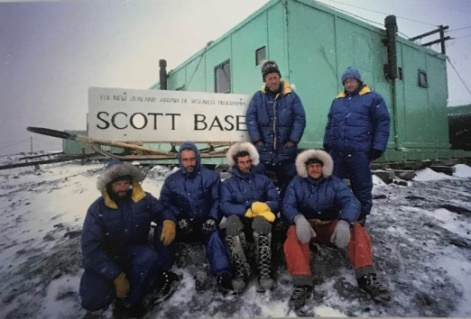 THE NEW ZEALAND ANTARCTIC RESEARCH PROGRAMME
SCOTT BASE